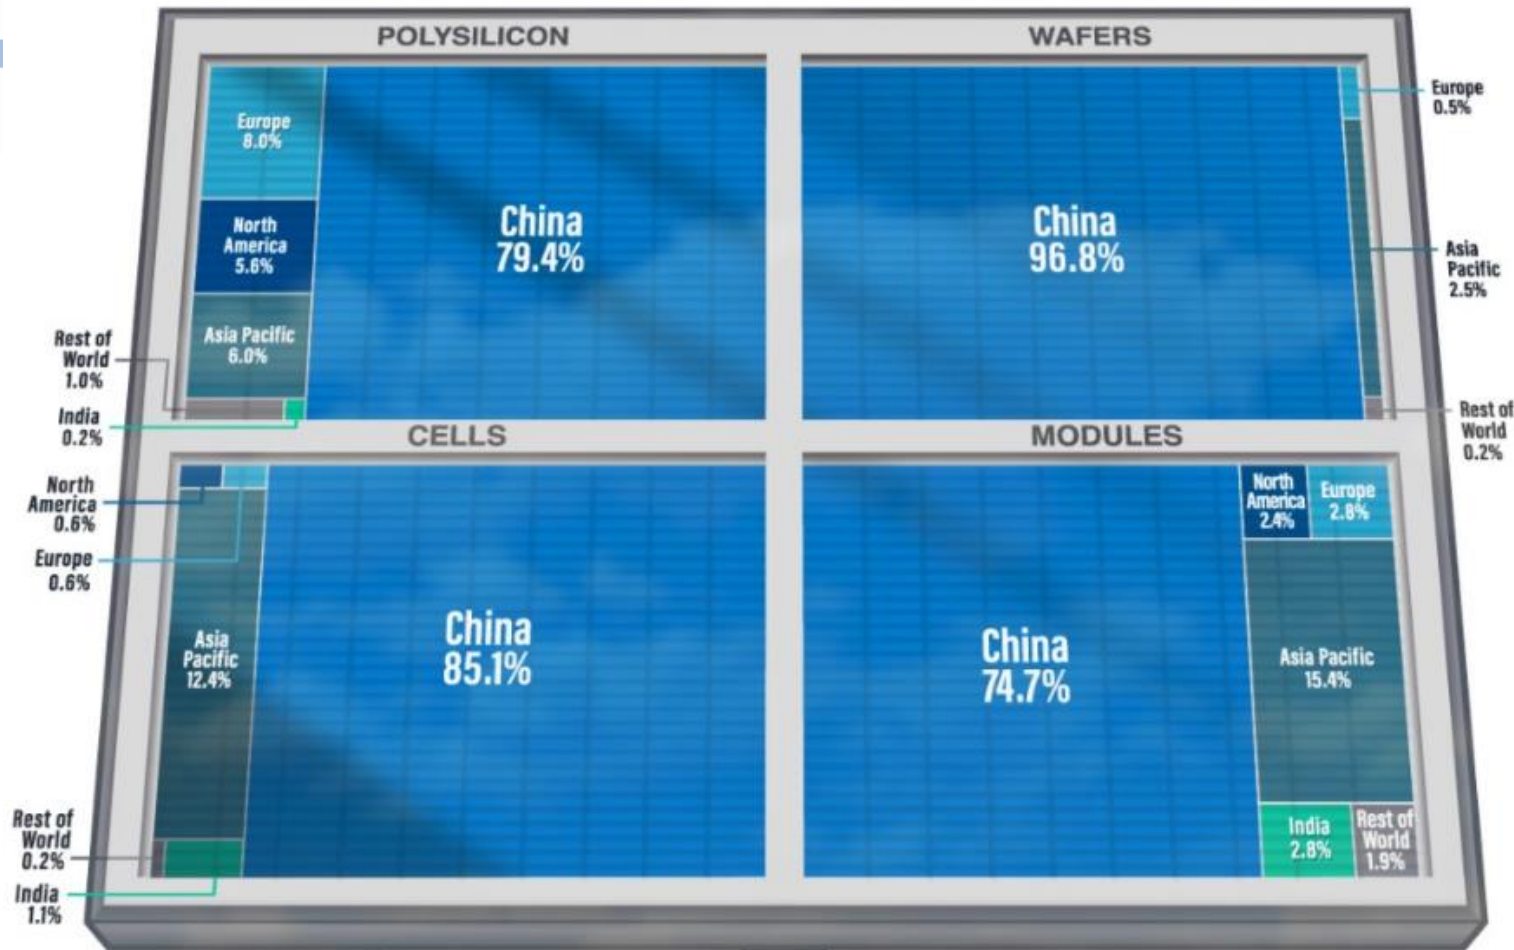 POLYSILICON
Europe
8.0%
North
America
5.6%
Asia Pacific
6.0%
Rest of
World
1.0%
India
0.2%
China
79.4%
WAFERS
China
96.8%
Europe
0.5%
Asia
Pacific
2.5%
Rest of
World
0.2%
CELLS
North
America
0.6%
Europe
0.6%
Asia
Pacific
12.4%
Rest of
World
0.2%
India
1.1%
China
85.1%
MODULES
China
74.7%
North
America
2.4%
Europe
2.8%
Asia Pacific
15.4%
India
2.8%
Rest of
World
1.9%